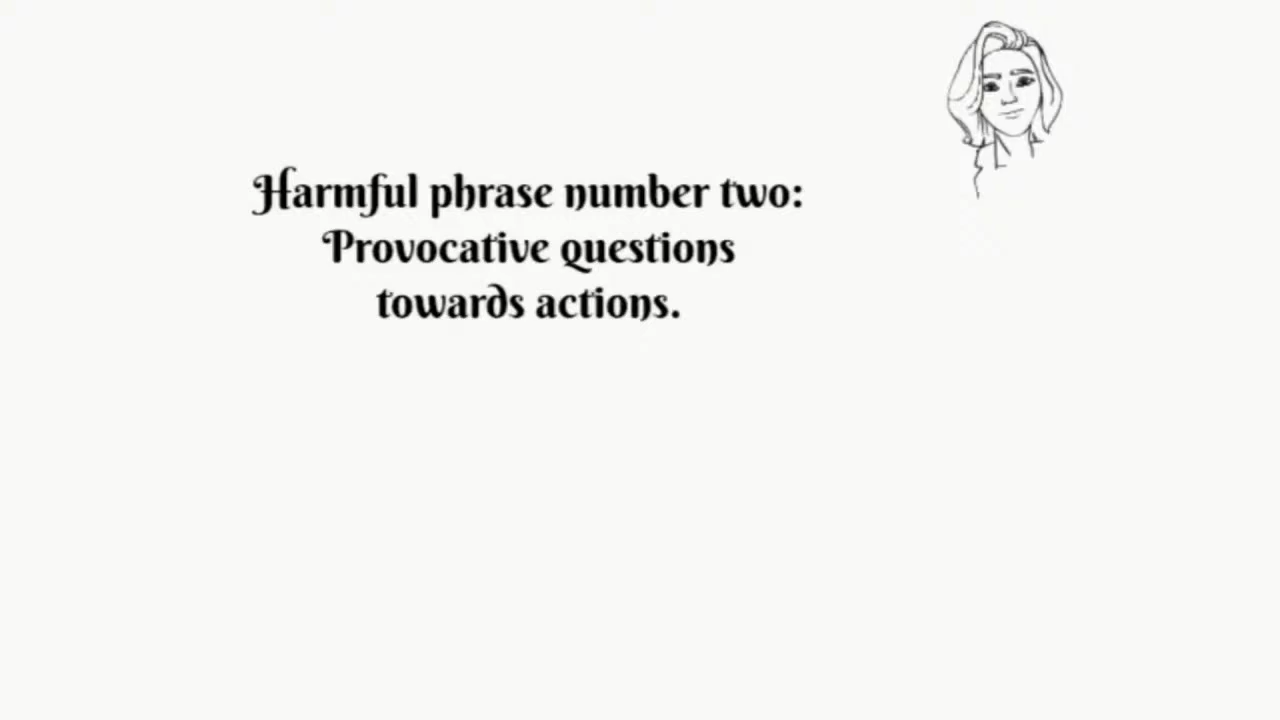 Harmful phrase number two:
Provocative questions
towards actions.